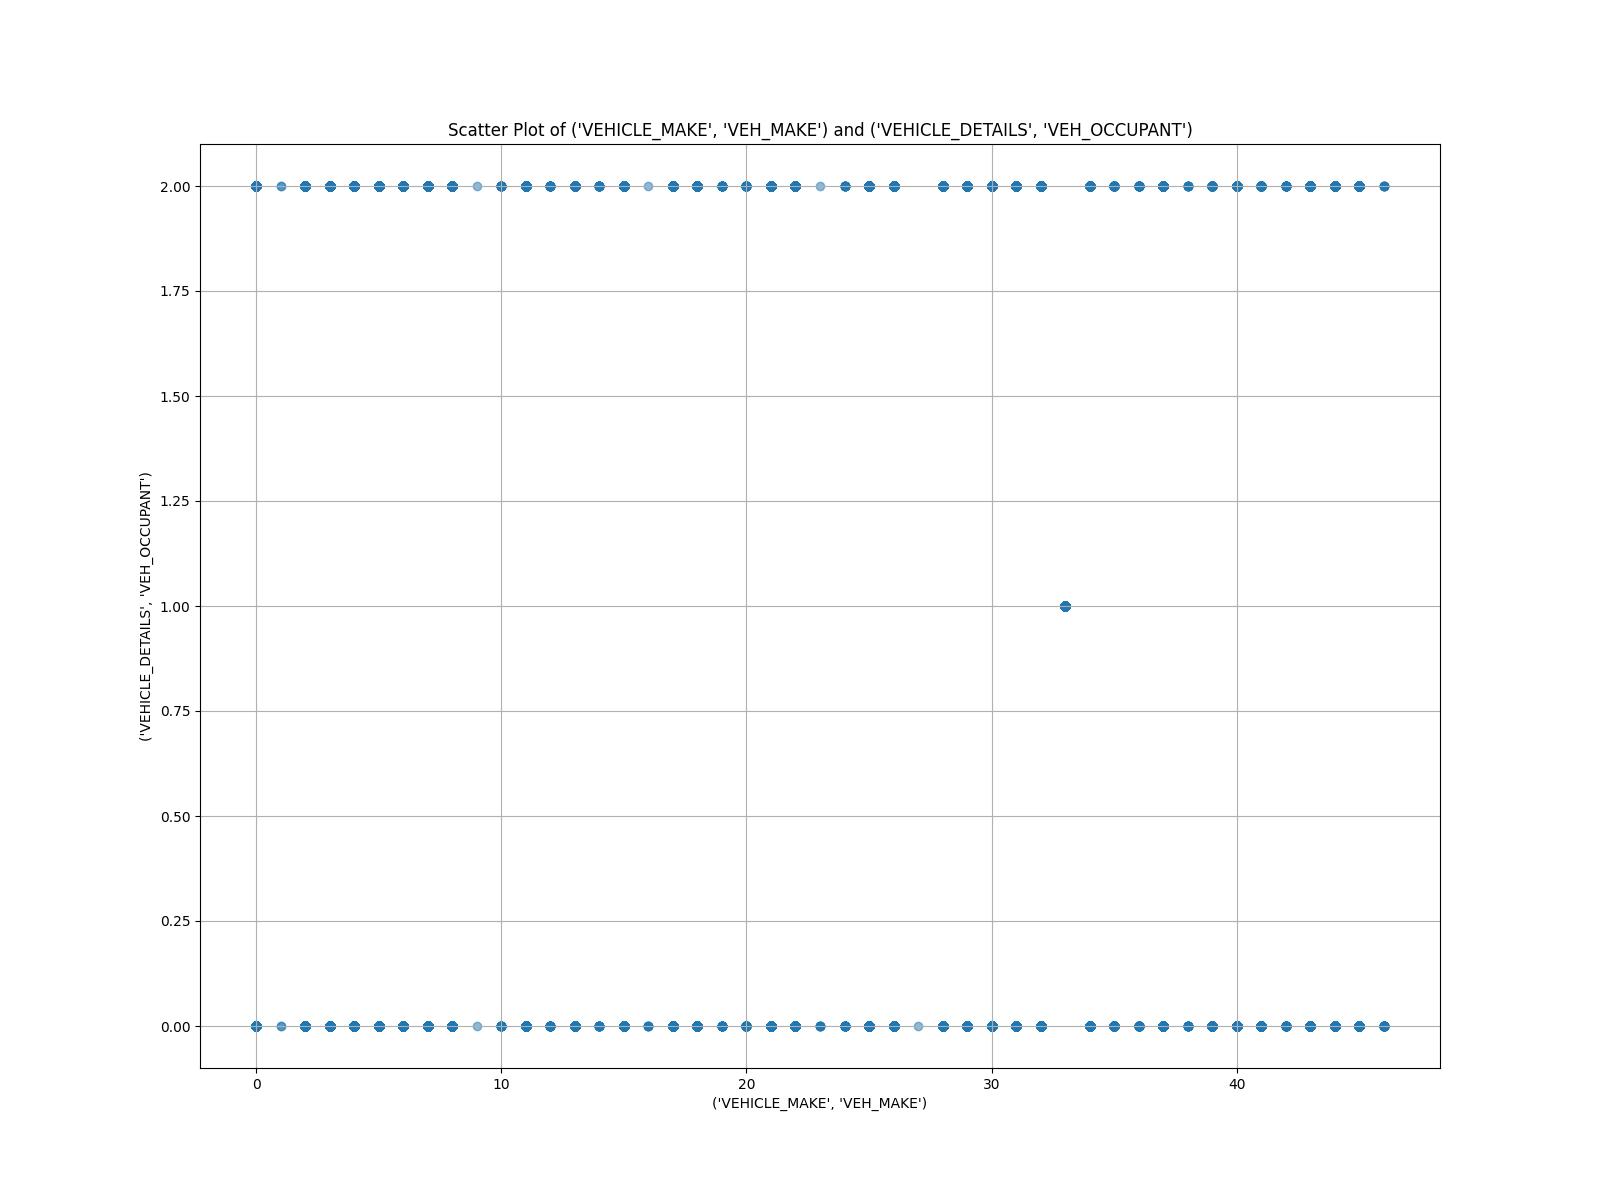 Scatter Plot of ('VEHICLE_MAKE', 'VEH_MAKE') and ('VEHICLE_DETAILS', 'VEH_OCCUPANT')
2.00
1.75
1.50
1.25
1.00
0.75
0.50
0.25
0.00
('VEHICLE_DETAILS', 'VEH_OCCUPANT')
0 10 20 30 40
('VEHICLE_MAKE', 'VEH_MAKE')